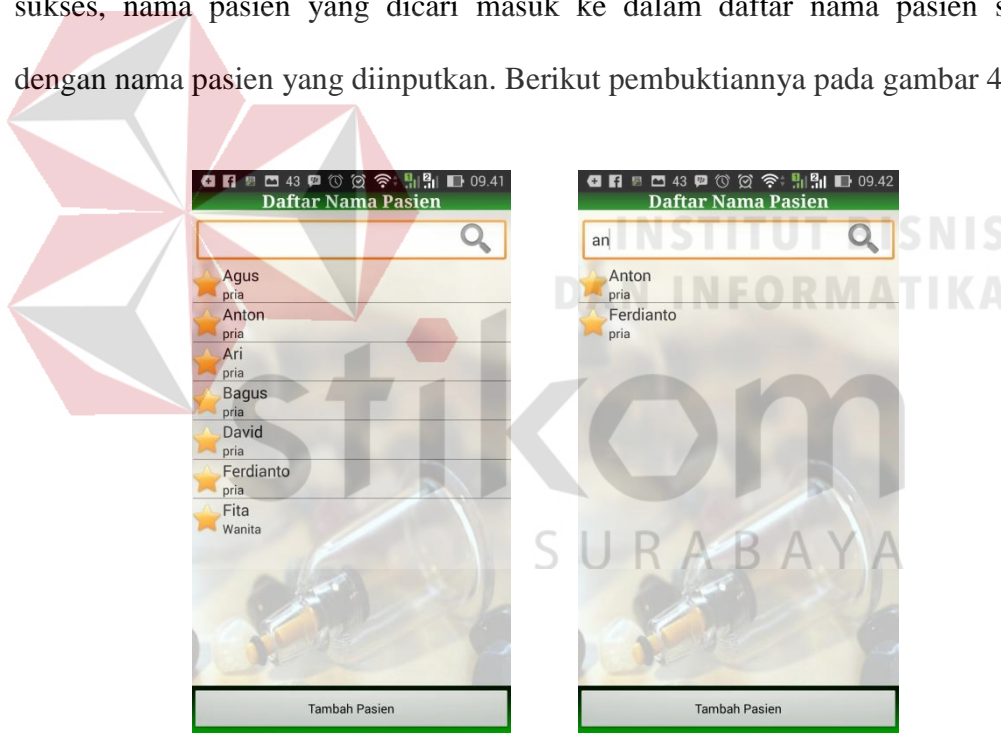 sukses, nama pasien yang dicari masuk ke dalam daftar nama pasien s
dengan nama pasien yang diinputkan. Berikut pembuktiannya pada gambar 4
43 09.41
Daftar Nama Pasien
Agus
pria
Anton
pria
Ari
pria
Bagus
pria
David
pria
Ferdianto
pria
Fita
Wanita
Tambah Pasien
43 09.42
Daftar Nama Pasien
an
Anton
pria
Ferdianto
pria
Tambah Pasien
INSTITUT BISNIS
DAN INFORMATIKA
stikom
SURABAYA